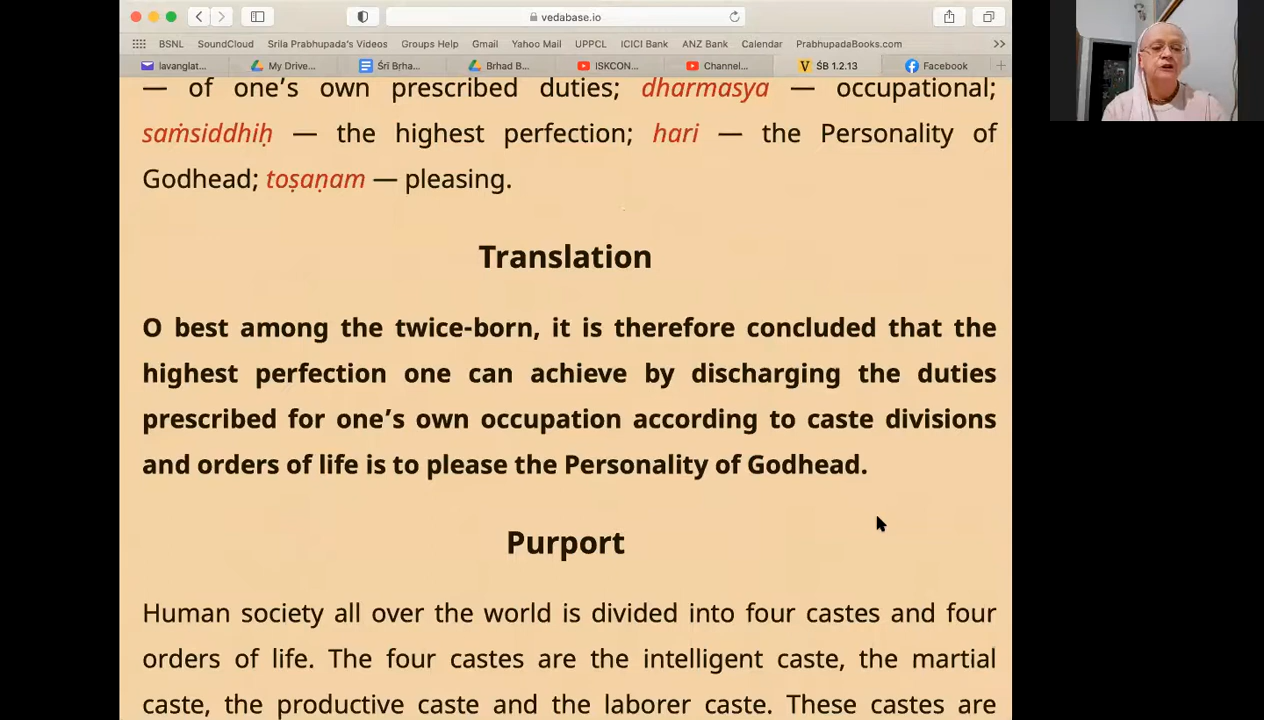 vedabase.io
BSNL SoundCloud Srila Prabhupada's Videos Groups Help Gmail Yahoo Mail UPPCL ICICI Bank ANZ Bank Calendar PrabhupadaBooks.com
lavanglat... My Drive... Śrī Bṛha... Brhad B... ISKCON... Channel... ŚB 1.2.13 Facebook
— of one's own prescribed duties; dharmasya — occupational;
saṁsiddhiḥ — the highest perfection; hari — the Personality of
Godhead; toṣaṇam — pleasing.
Translation
O best among the twice-born, it is therefore concluded that the
highest perfection one can achieve by discharging the duties
prescribed for one's own occupation according to caste divisions
and orders of life is to please the Personality of Godhead.
Purport
Human society all over the world is divided into four castes and four
orders of life. The four castes are the intelligent caste, the martial
caste, the productive caste and the laborer caste. These castes are